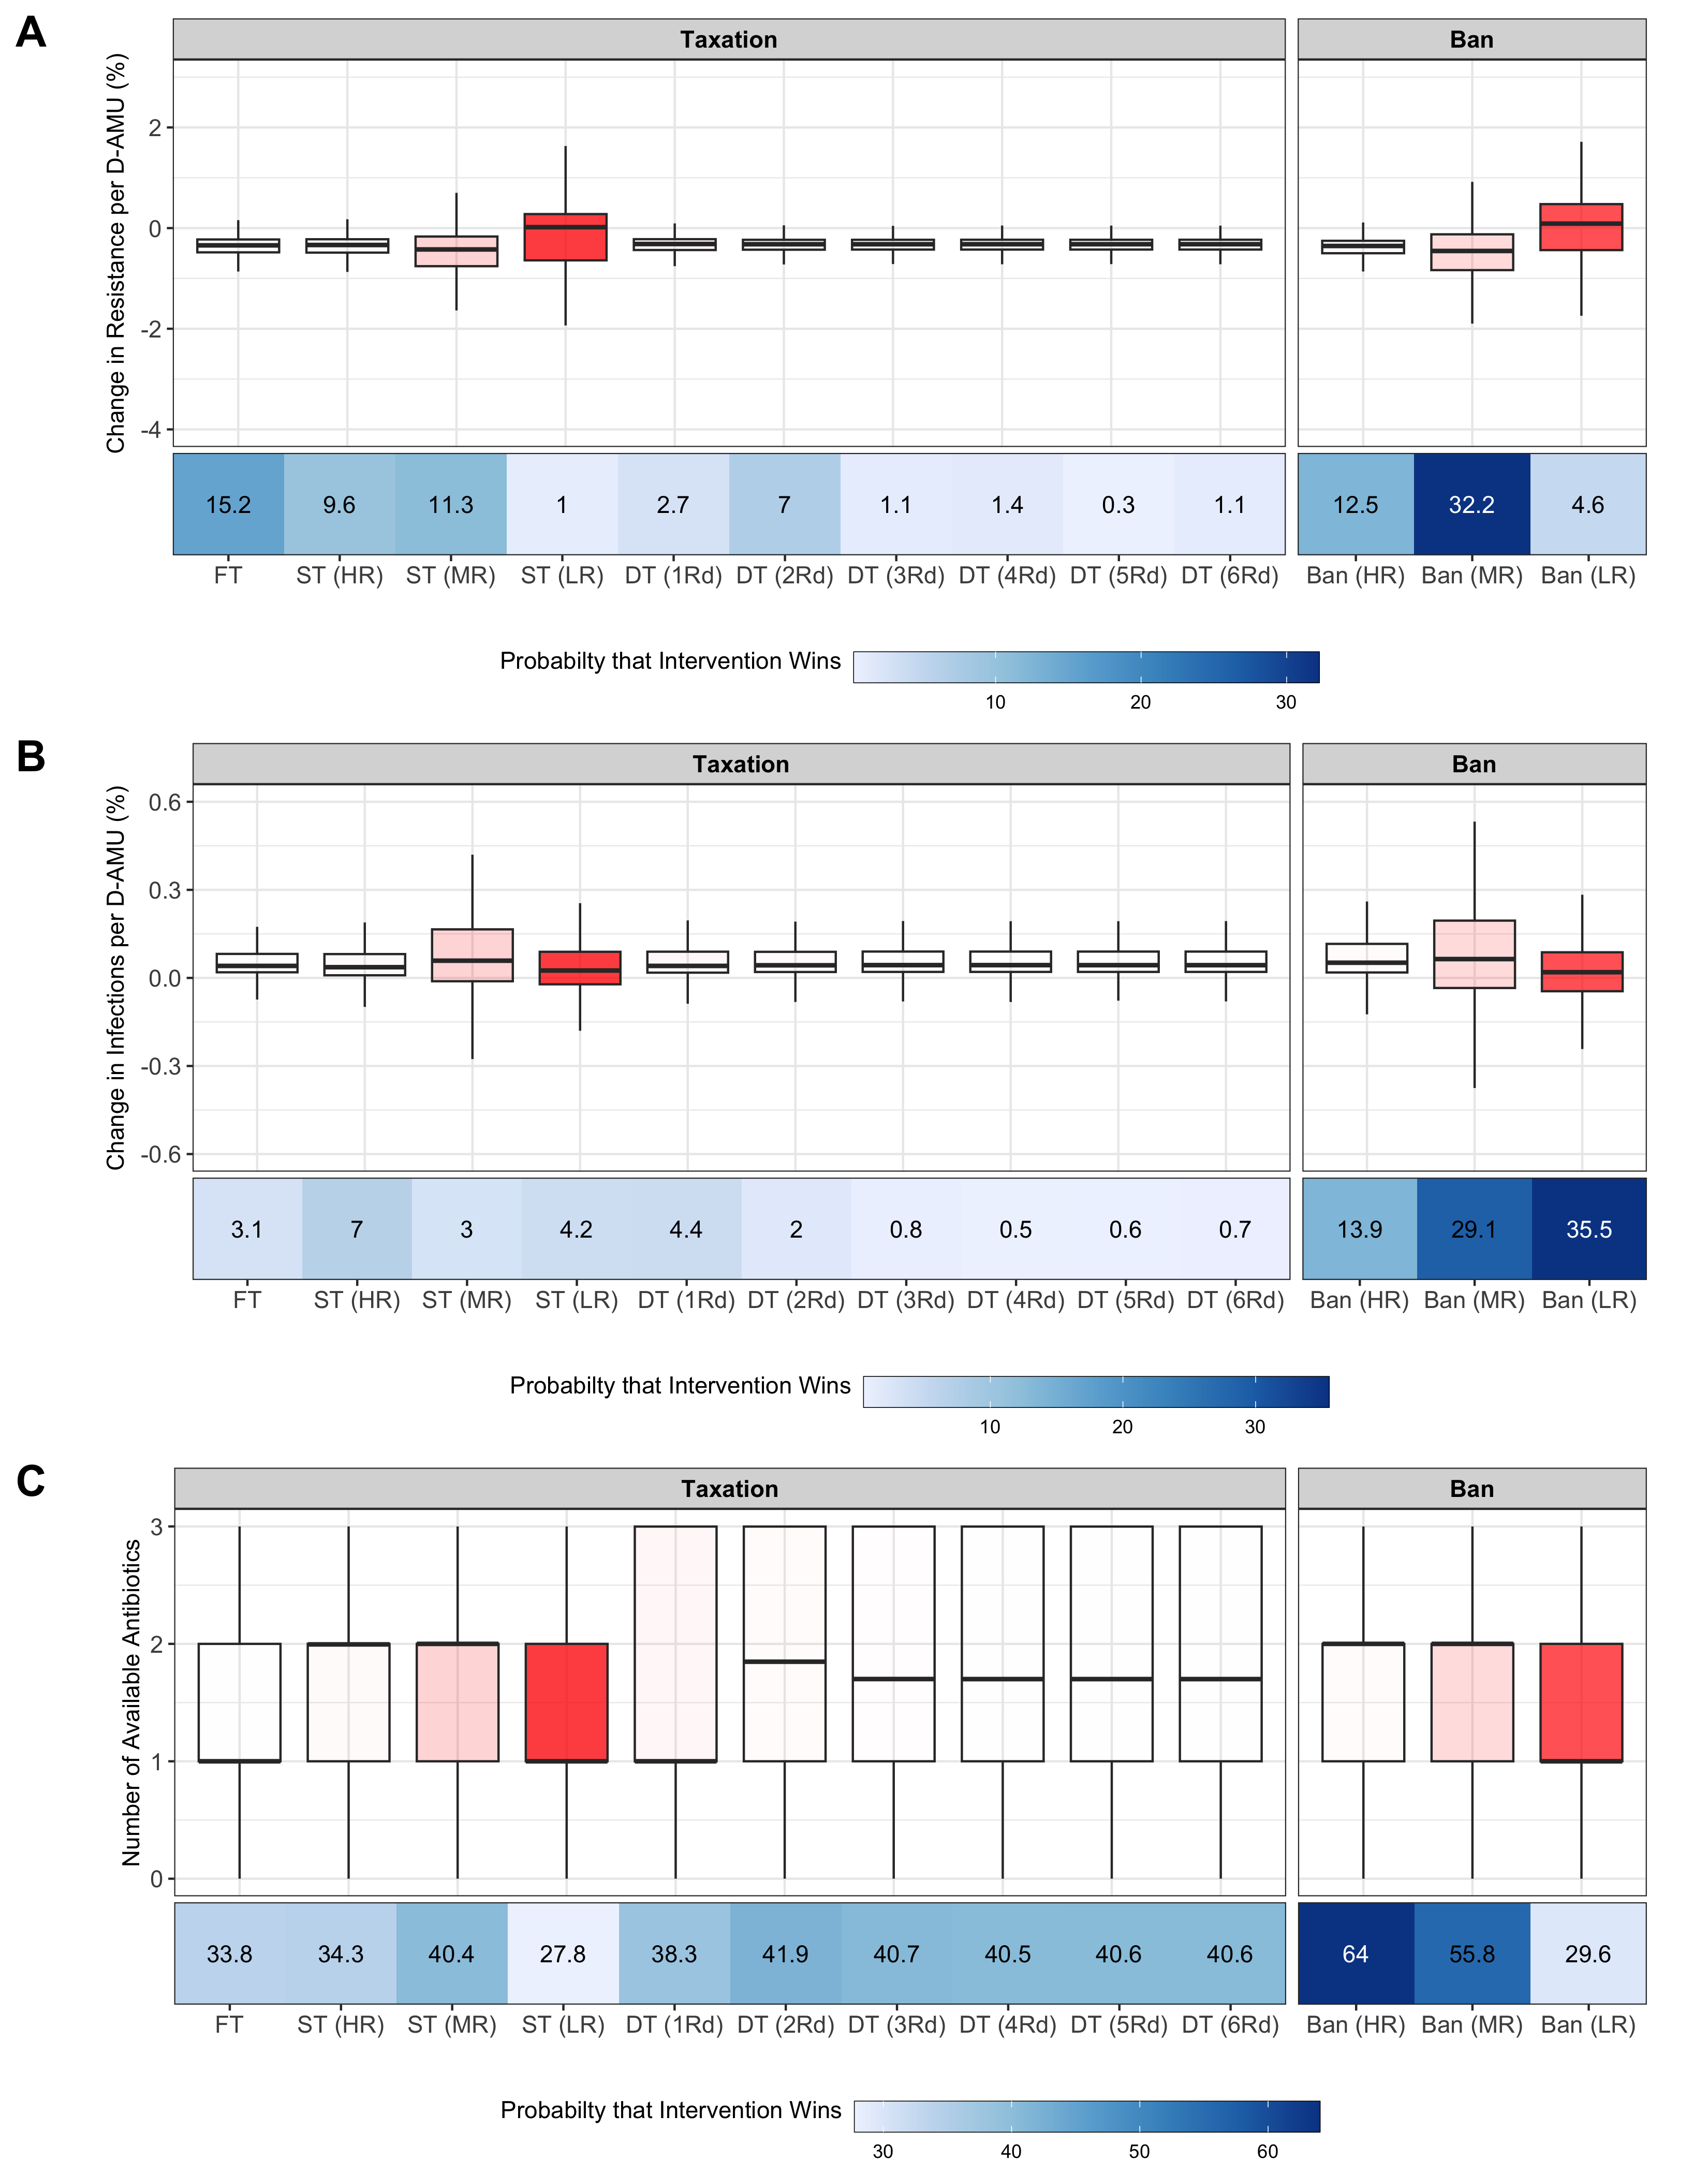 A
Taxation
Ban
Change in Resistance per D-AMU (%)
2
0
-2
-4
15.2 9.6 11.3 1 2.7 7 1.1 1.4 0.3 1.1 12.5 32.2 4.6
FT ST (HR) ST (MR) ST (LR) DT (1Rd) DT (2Rd) DT (3Rd) DT (4Rd) DT (5Rd) DT (6Rd) Ban (HR) Ban (MR) Ban (LR)
Probabilty that Intervention Wins
10 20 30
B
Taxation
Ban
Change in Infections per D-AMU (%)
0.6
0.3
0.0
-0.3
-0.6
3.1 7 3 4.2 4.4 2 0.8 0.5 0.6 0.7 13.9 29.1 35.5
FT ST (HR) ST (MR) ST (LR) DT (1Rd) DT (2Rd) DT (3Rd) DT (4Rd) DT (5Rd) DT (6Rd) Ban (HR) Ban (MR) Ban (LR)
Probabilty that Intervention Wins
10 20 30
C
Taxation
Ban
Number of Available Antibiotics
3
2
1
0
33.8 34.3 40.4 27.8 38.3 41.9 40.7 40.5 40.6 40.6 64 55.8 29.6
FT ST (HR) ST (MR) ST (LR) DT (1Rd) DT (2Rd) DT (3Rd) DT (4Rd) DT (5Rd) DT (6Rd) Ban (HR) Ban (MR) Ban (LR)
Probabilty that Intervention Wins
30 40 50 60